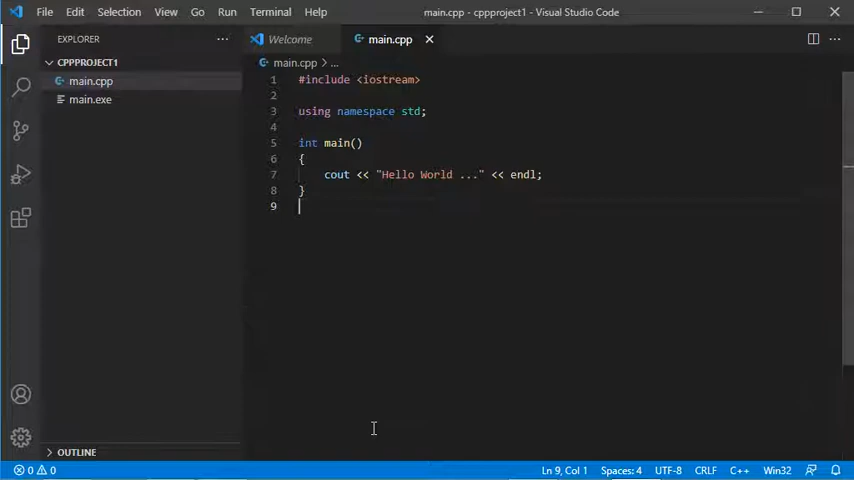 File Edit Selection View Go Run Terminal Help main.cpp - cppproject1 - Visual Studio Code
EXPLORER ...
Welcome
main.cpp
CPPPROJECT1
main.cpp > ...
main.cpp
main.exe
1 #include <iostream>
2
3 using namespace std;
4
5 int main()
6 {
7 cout << "Hello World ..." << endl;
8 }
9
OUTLINE
0 0 Ln 9, Col 1 Spaces: 4 UTF-8 CRLF C++ Win32